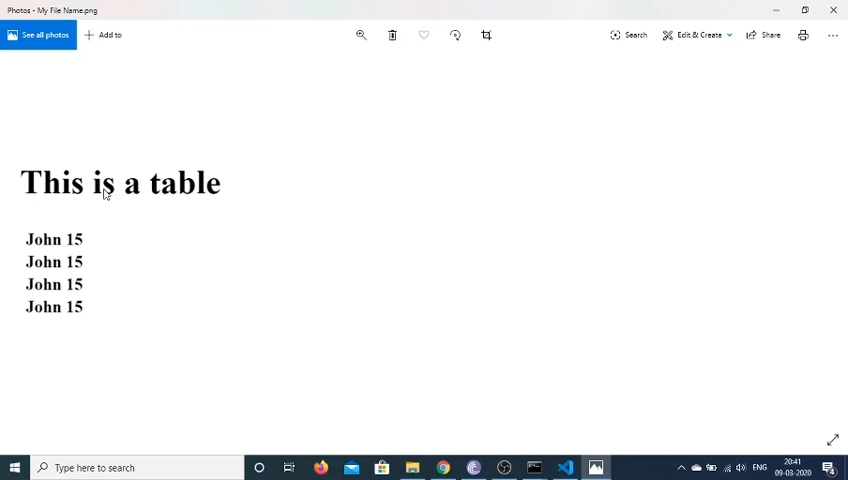 Photos - My File Name.png
See all photos
Add to
Search
Edit & Create
Share
This is a table
John 15
John 15
John 15
John 15
Type here to search
ENG
20:41
09-03-2020
4